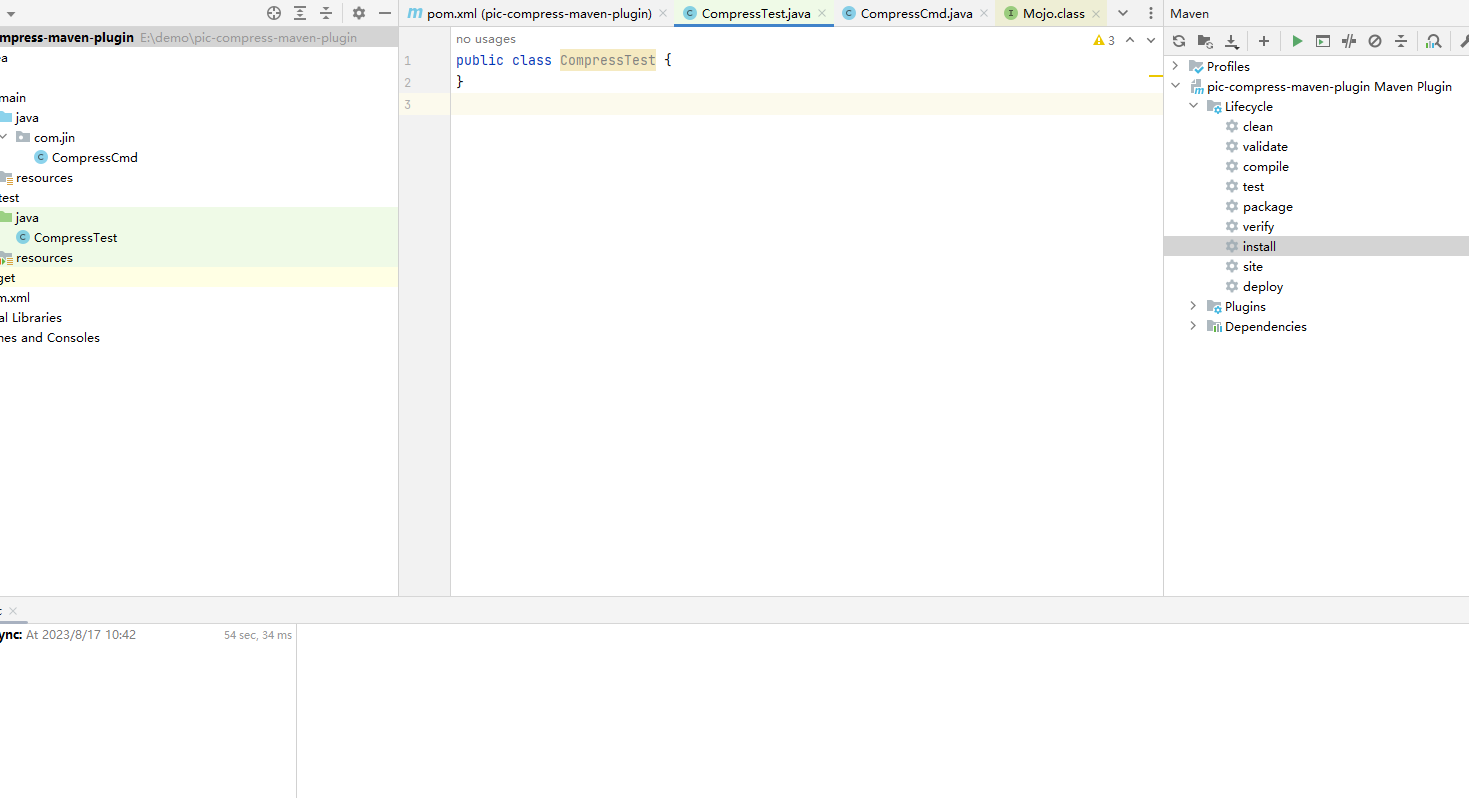 pom.xml (pic-compress-maven-plugin)
CompressTest.java
CompressCmd.java
Mojo.class
Maven
mpress-maven-plugin E:\demo\pic-compress-maven-plugin
a
main
java
com.jin
CompressCmd
resources
test
java
CompressTest
resources
get
m.xml
al Libraries
hes and Consoles
no usages
3
1 public class CompressTest {
2 }
3
Profiles
pic-compress-maven-plugin Maven Plugin
Lifecycle
clean
validate
compile
test
package
verify
install
site
deploy
Plugins
Dependencies
ync: At 2023/8/17 10:42 54 sec, 34 ms